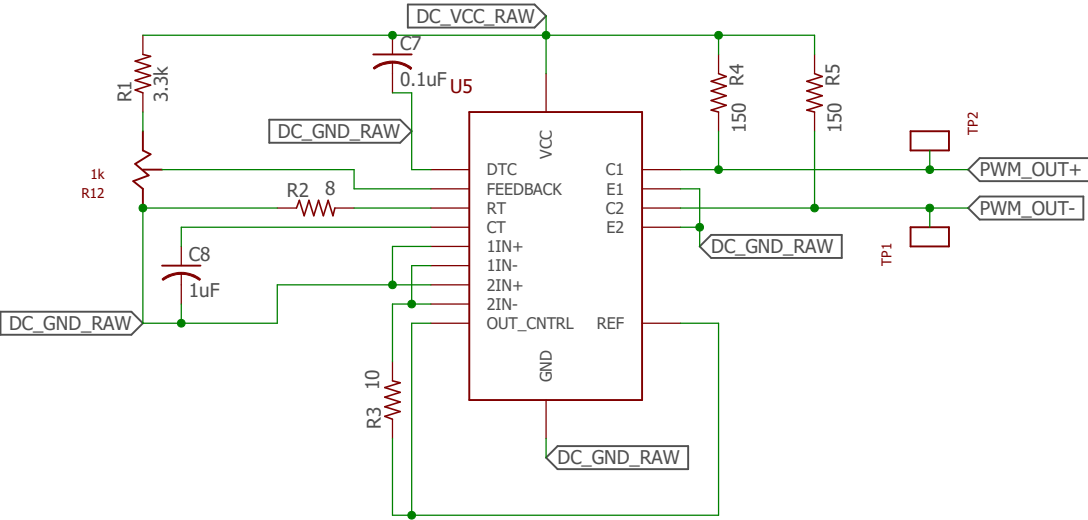 DC_VCC_RAW
C7
0.1uF
U5
R1
3.3k
R4
150
R5
150
TP2
DC_GND_RAW
VCC
1k
R12
DTC
FEEDBACK
RT
CT
1IN+
1IN-
2IN+
2IN-
OUT_CNTRL
C1
E1
C2
E2
REF
GND
PWM_OUT+
PWM_OUT-
R2
8
C8
1uF
DC_GND_RAW
TP1
DC_GND_RAW
R3
10
DC_GND_RAW